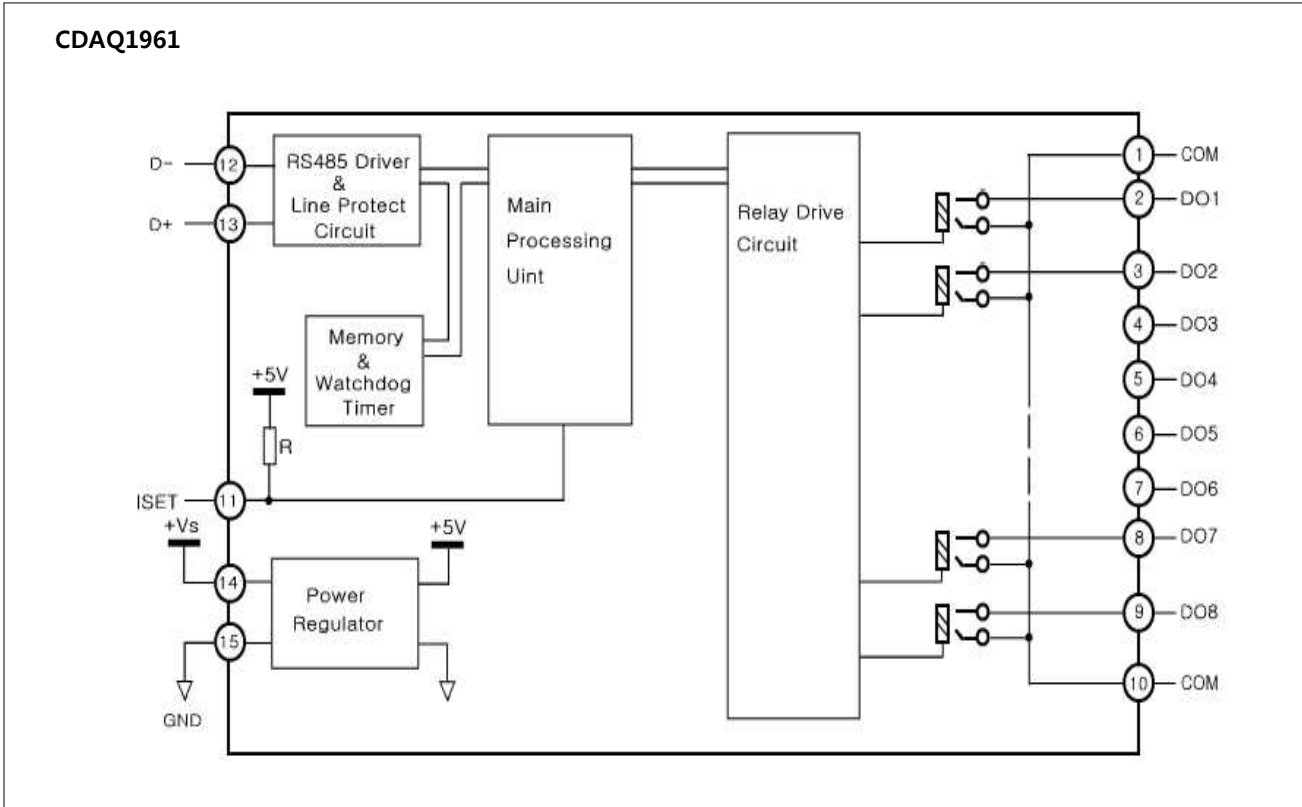 CDAQ1961
D-
12
D+
13
RS485 Driver
&
Line Protect
Circuit
Main
Processing
Uint
Relay Drive
Circuit
Memory
&
Watchdog
Timer
+5V
R
ISET
11
+Vs
14
15
GND
Power
Regulator
+5V
1
COM
2
DO1
3
DO2
4
DO3
5
DO4
6
DO5
7
DO6
8
DO7
9
DO8
10
COM